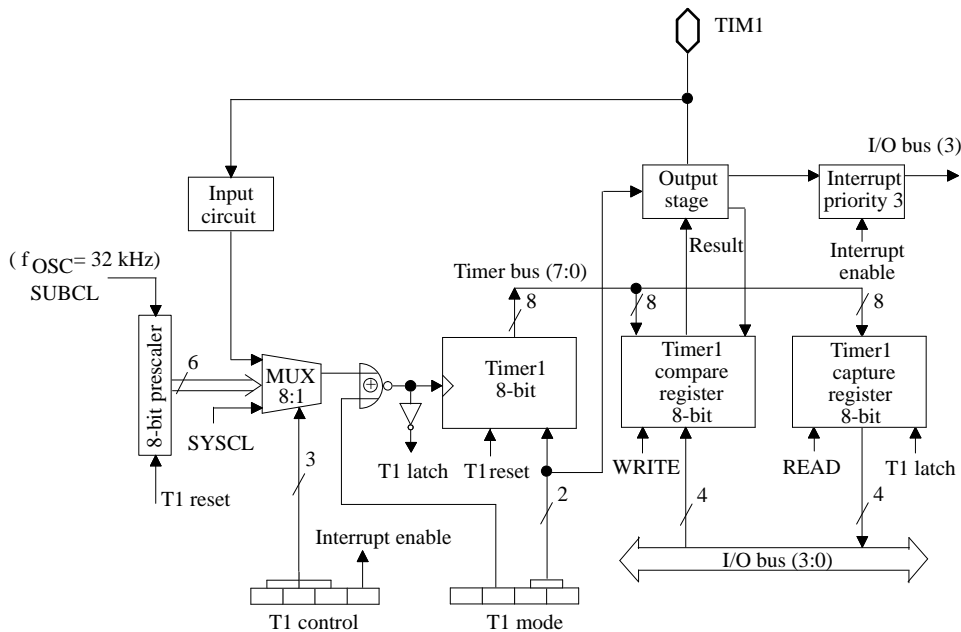 TIM1
I/O bus (3)
Input
circuit
Output
stage
Interrupt
priority 3
Result
Interrupt
enable
( fOSC= 32 kHz)
SUBCL
Timer bus (7:0)
8
8
8
8-bit prescaler
6
MUX
8:1
SYSCL
Timer1
8-bit
Timer1
compare
register
8-bit
Timer1
capture
register
8-bit
T1 reset
3
T1 latch
T1 reset
2
WRITE
4
READ
4
T1 latch
Interrupt enable
I/O bus (3:0)
T1 control
T1 mode